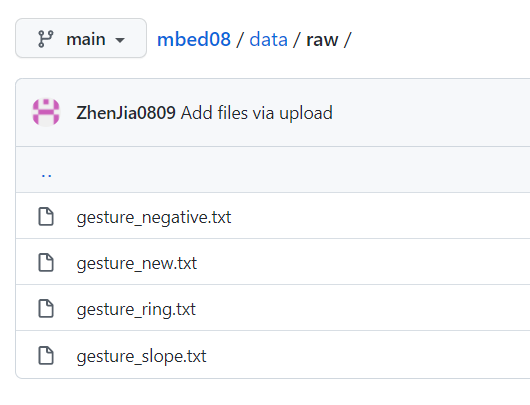 main mbed08 / data / raw /
ZhenJia0809 Add files via upload
..
gesture_negative.txt
gesture_new.txt
gesture_ring.txt
gesture_slope.txt